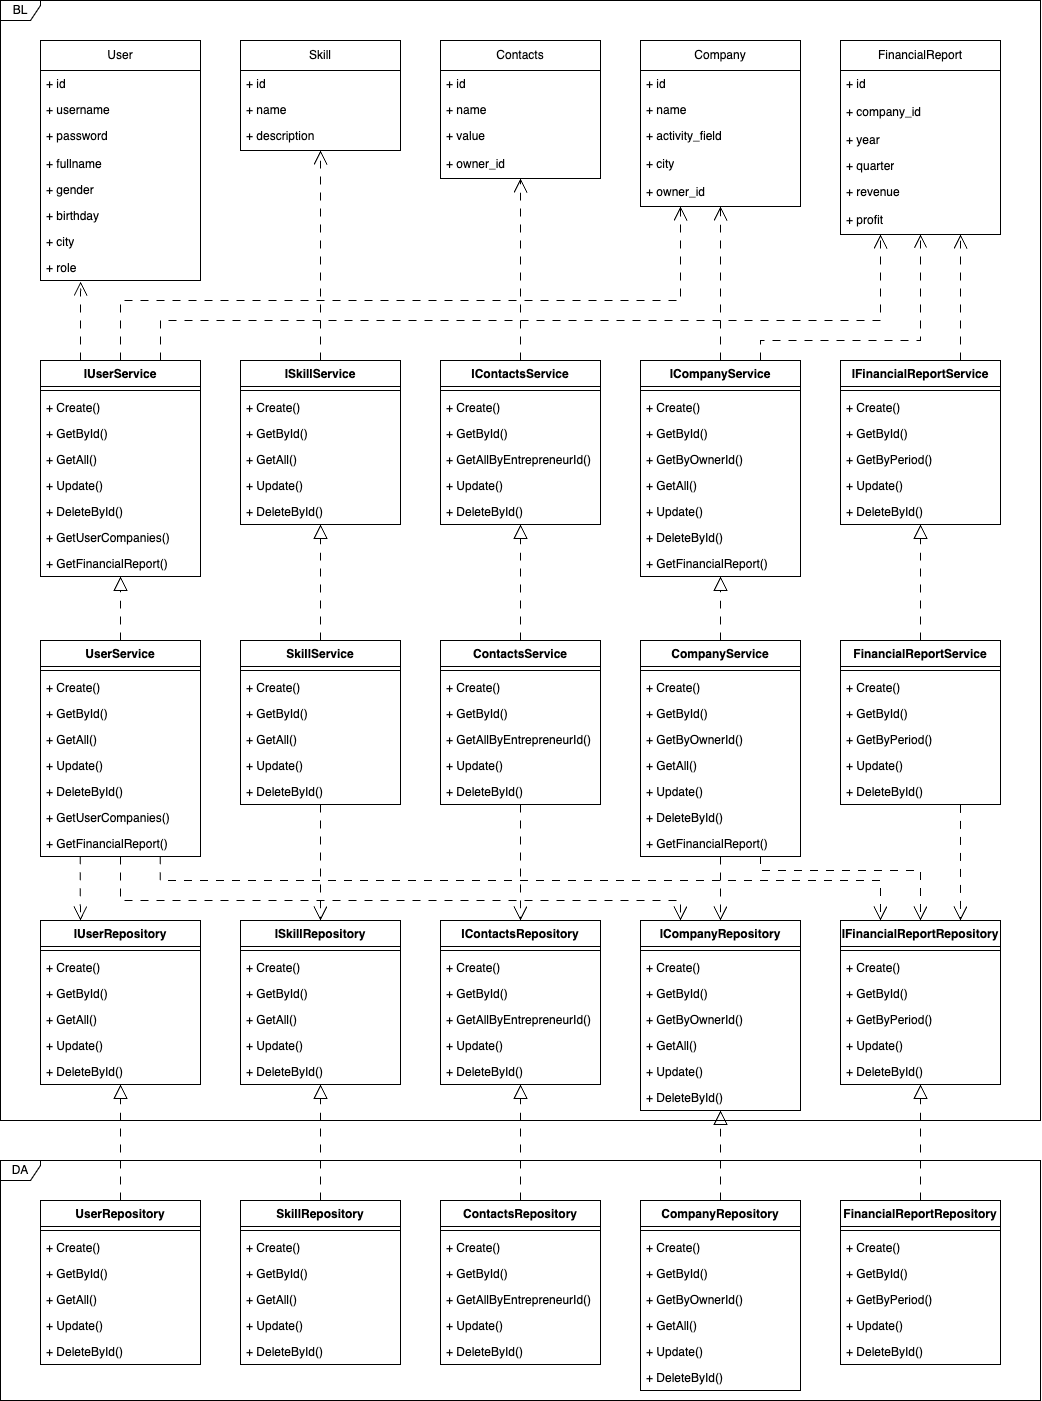 BL
User
+ id
+ username
+ password
+ fullname
+ gender
+ birthday
+ city
+ role
Skill
+ id
+ name
+ description
Contacts
+ id
+ name
+ value
+ owner_id
Company
+ id
+ name
+ activity_field
+ city
+ owner_id
FinancialReport
+ id
+ company_id
+ year
+ quarter
+ revenue
+ profit
IUserService
+ Create()
+ GetById()
+ GetAll()
+ Update()
+ DeleteById()
+ GetUserCompanies()
+ GetFinancialReport()
ISkillService
+ Create()
+ GetById()
+ GetAll()
+ Update()
+ DeleteById()
IContactsService
+ Create()
+ GetById()
+ GetAllByEntrepreneurId()
+ Update()
+ DeleteById()
ICompanyService
+ Create()
+ GetById()
+ GetByOwnerId()
+ GetAll()
+ Update()
+ DeleteById()
+ GetFinancialReport()
IFinancialReportService
+ Create()
+ GetById()
+ GetByPeriod()
+ Update()
+ DeleteById()
UserService
+ Create()
+ GetById()
+ GetAll()
+ Update()
+ DeleteById()
+ GetUserCompanies()
+ GetFinancialReport()
SkillService
+ Create()
+ GetById()
+ GetAll()
+ Update()
+ DeleteById()
ContactsService
+ Create()
+ GetById()
+ GetAllByEntrepreneurId()
+ Update()
+ DeleteById()
CompanyService
+ Create()
+ GetById()
+ GetByOwnerId()
+ GetAll()
+ Update()
+ DeleteById()
+ GetFinancialReport()
FinancialReportService
+ Create()
+ GetById()
+ GetByPeriod()
+ Update()
+ DeleteById()
IUserRepository
+ Create()
+ GetById()
+ GetAll()
+ Update()
+ DeleteById()
ISkillRepository
+ Create()
+ GetById()
+ GetAll()
+ Update()
+ DeleteById()
IContactsRepository
+ Create()
+ GetById()
+ GetAllByEntrepreneurId()
+ Update()
+ DeleteById()
ICompanyRepository
+ Create()
+ GetById()
+ GetByOwnerId()
+ GetAll()
+ Update()
+ DeleteById()
IFinancialReportRepository
+ Create()
+ GetById()
+ GetByPeriod()
+ Update()
+ DeleteById()
DA
UserRepository
+ Create()
+ GetById()
+ GetAll()
+ Update()
+ DeleteById()
SkillRepository
+ Create()
+ GetById()
+ GetAll()
+ Update()
+ DeleteById()
ContactsRepository
+ Create()
+ GetById()
+ GetAllByEntrepreneurId()
+ Update()
+ DeleteById()
CompanyRepository
+ Create()
+ GetById()
+ GetByOwnerId()
+ GetAll()
+ Update()
+ DeleteById()
FinancialReportRepository
+ Create()
+ GetById()
+ GetByPeriod()
+ Update()
+ DeleteById()